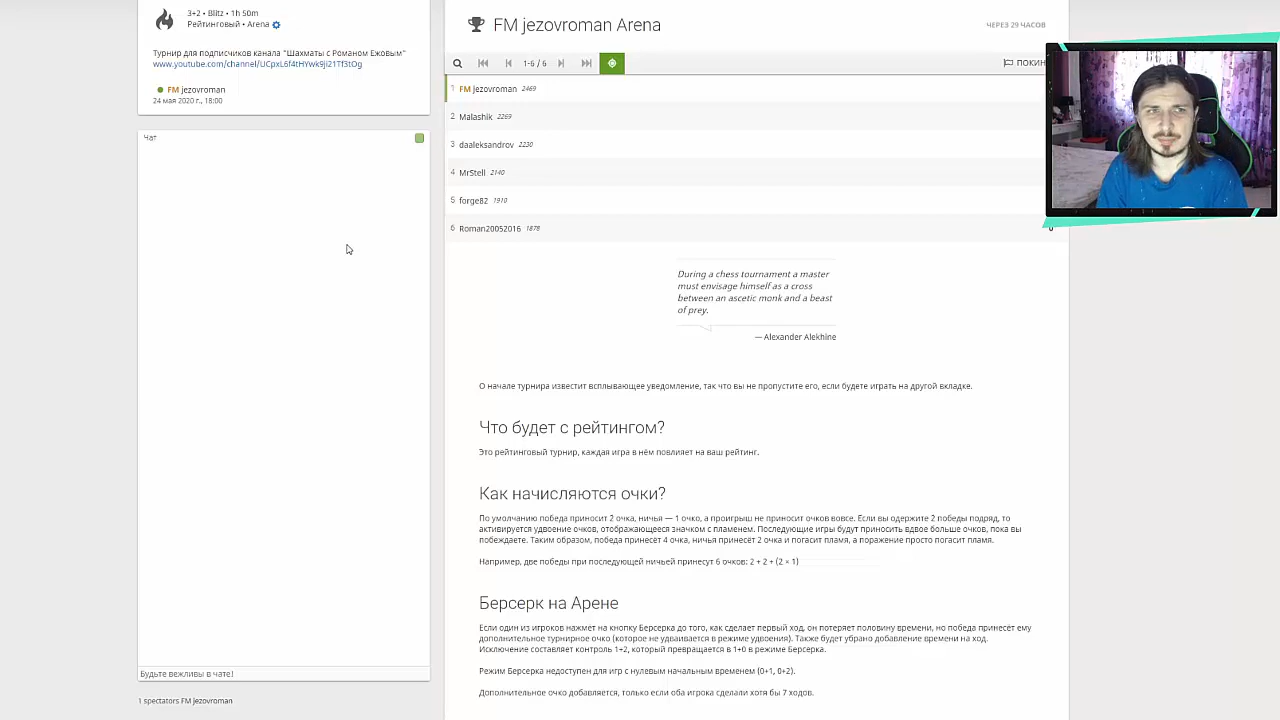 3+2 • Blitz • 1h 50m
Рейтинговый • Arena
Турнир для подписчиков канала "Шахматы с Романом Ежовым"
www.youtube.com/channel/UCpxL6f4tHYwk9ji21Tf5tOg
FM jezovroman
24 мая 2020 г., 18:00
Чат
Будьте вежливы в чате!
1 spectators FM jezovroman
FM jezovroman Arena
ЧЕРЕЗ 29 ЧАСОВ
1-6 / 6
ПОКИН
1 FM jezovroman 2469
2 Malashik 2269
3 daaleksandrov 2230
4 MrStell 2140
5 forge82 1910
6 Roman20052016 1878
0
During a chess tournament a master
must envisage himself as a cross
between an ascetic monk and a beast
of prey.
— Alexander Alekhine
О начале турнира известит всплывающее уведомление, так что вы не пропустите его, если будете играть на другой вкладке.
Что будет с рейтингом?
Это рейтинговый турнир, каждая игра в нём повлияет на ваш рейтинг.
Как начисляются очки?
По умолчанию победа приносит 2 очка, ничья — 1 очко, а проигрыш не приносит очков вовсе. Если вы одержите 2 победы подряд, то
активируется удвоение очков, отображающееся значком с пламенем. Последующие игры будут приносить вдвое больше очков, пока вы
побеждаете. Таким образом, победа принесёт 4 очка, ничья принесёт 2 очка и погасит пламя, а поражение просто погасит пламя.
Например, две победы при последующей ничьей принесут 6 очков: 2 + 2 + (2 × 1)
Берсерк на Арене
Если один из игроков нажмёт на кнопку Берсерка до того, как сделает первый ход, он потеряет половину времени, но победа принесёт ему
дополнительное турнирное очко (которое не удваивается в режиме удвоения). Также будет убрано добавление времени на ход.
Исключение составляет контроль 1+2, который превращается в 1+0 в режиме Берсерка.
Режим Берсерка недоступен для игр с нулевым начальным временем (0+1, 0+2).
Дополнительное очко добавляется, только если оба игрока сделали хотя бы 7 ходов.